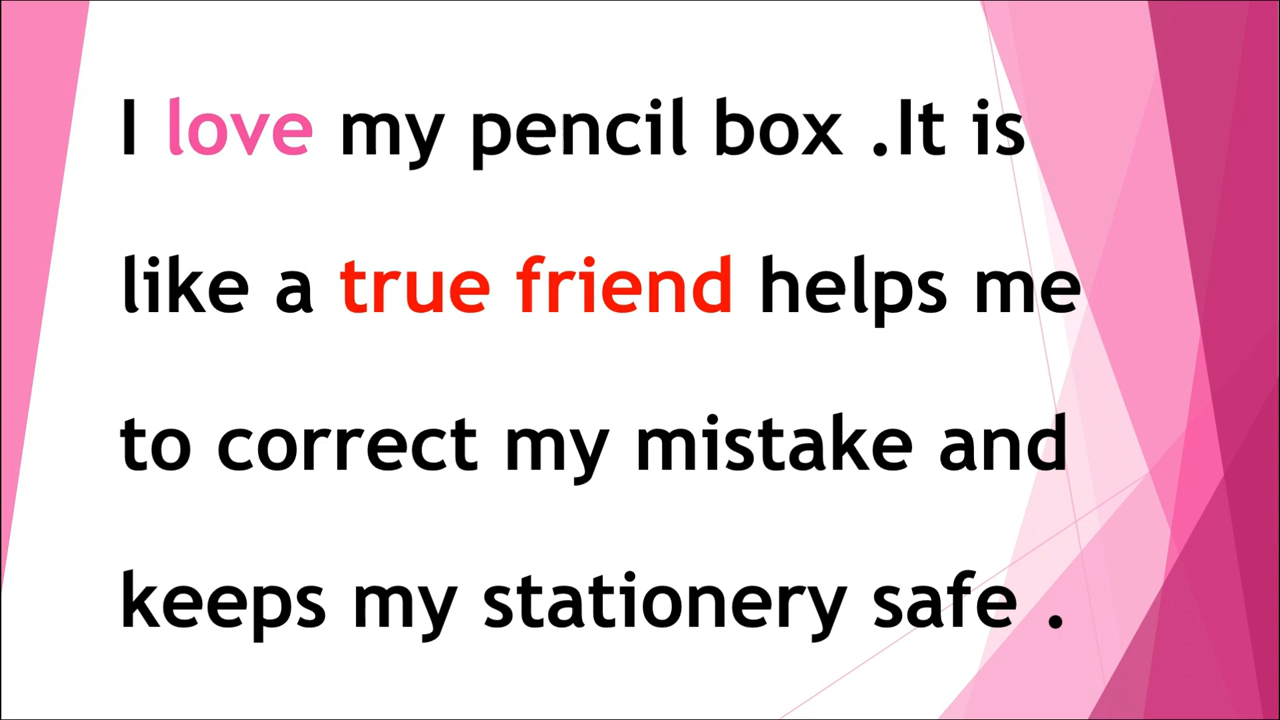 I love my pencil box .It is
like a true friend helps me
to correct my mistake and
keeps my stationery safe .